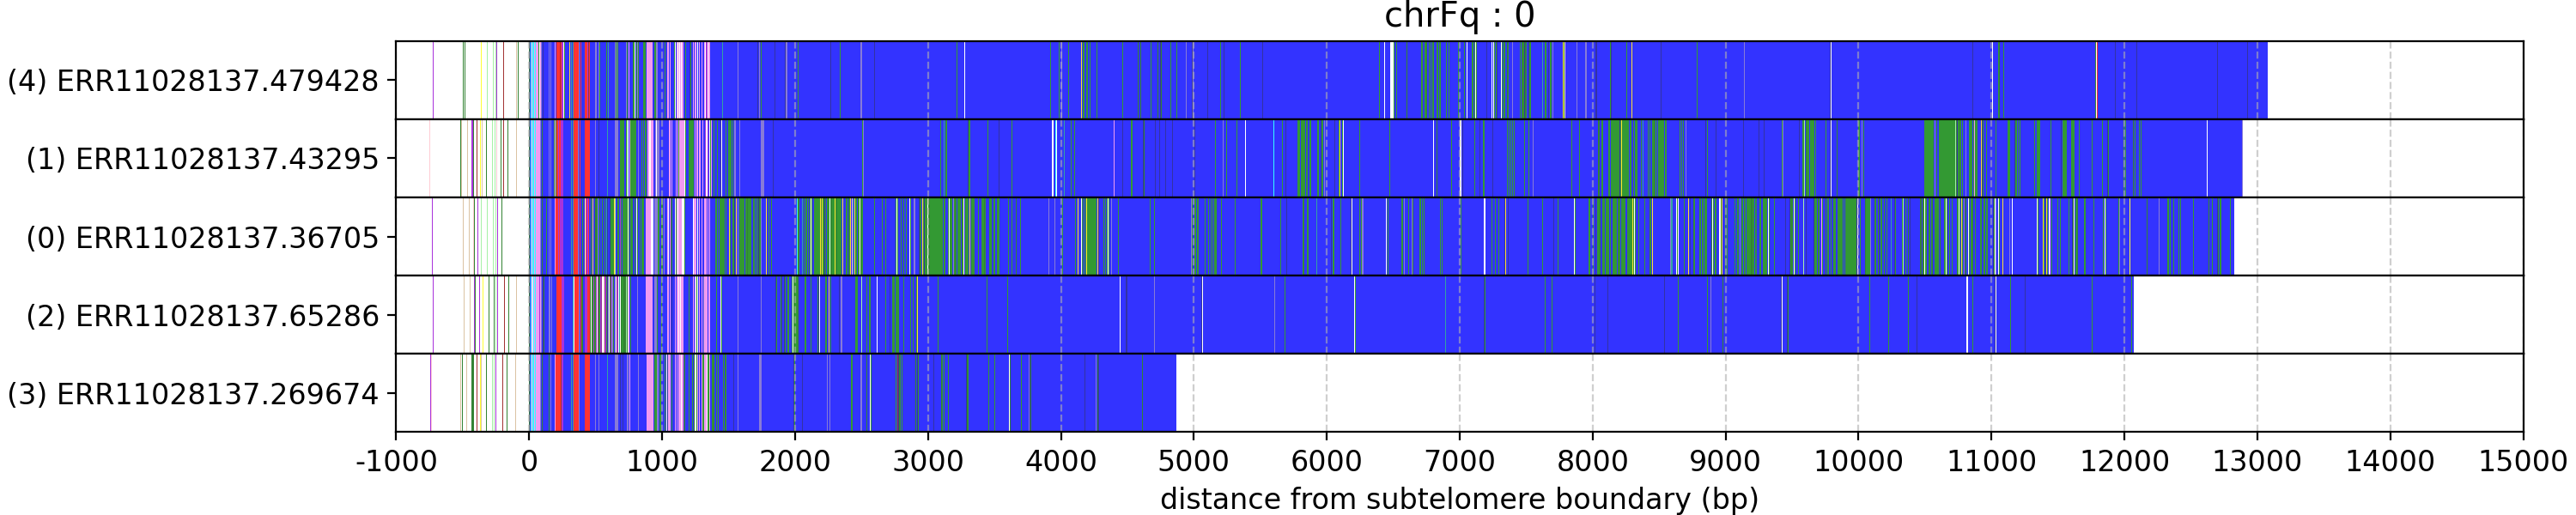 chrFq : 0
(4) ERR11028137.479428
(1) ERR11028137.43295
(0) ERR11028137.36705
(2) ERR11028137.65286
(3) ERR11028137.269674
-1000 0 1000 2000 3000 4000 5000 6000 7000 8000 9000 10000 11000 12000 13000 14000 15000
distance from subtelomere boundary (bp)